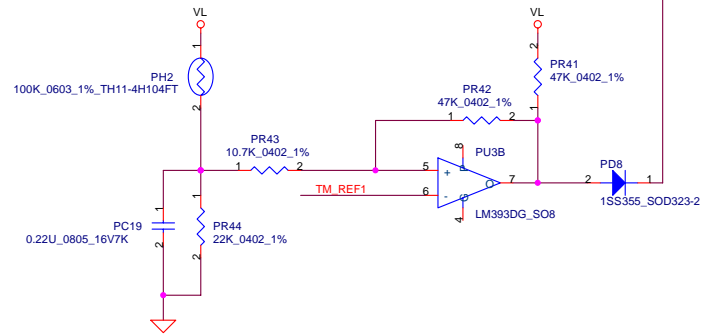 VL
VL
1
PH2
100K_0603_1%_TH11-4H104FT
2
2
PR41
47K_0402_1%
1
PR42
47K_0402_1%
1
2
PR43
10.7K_0402_1%
1
2
8
PU3B
5
+
P
6
-
G
O
7
TM_REF1
4
LM393DG_SO8
PD8
2
1
1SS355_SOD323-2
1
PC19
0.22U_0805_16V7K
2
1
PR44
22K_0402_1%
2